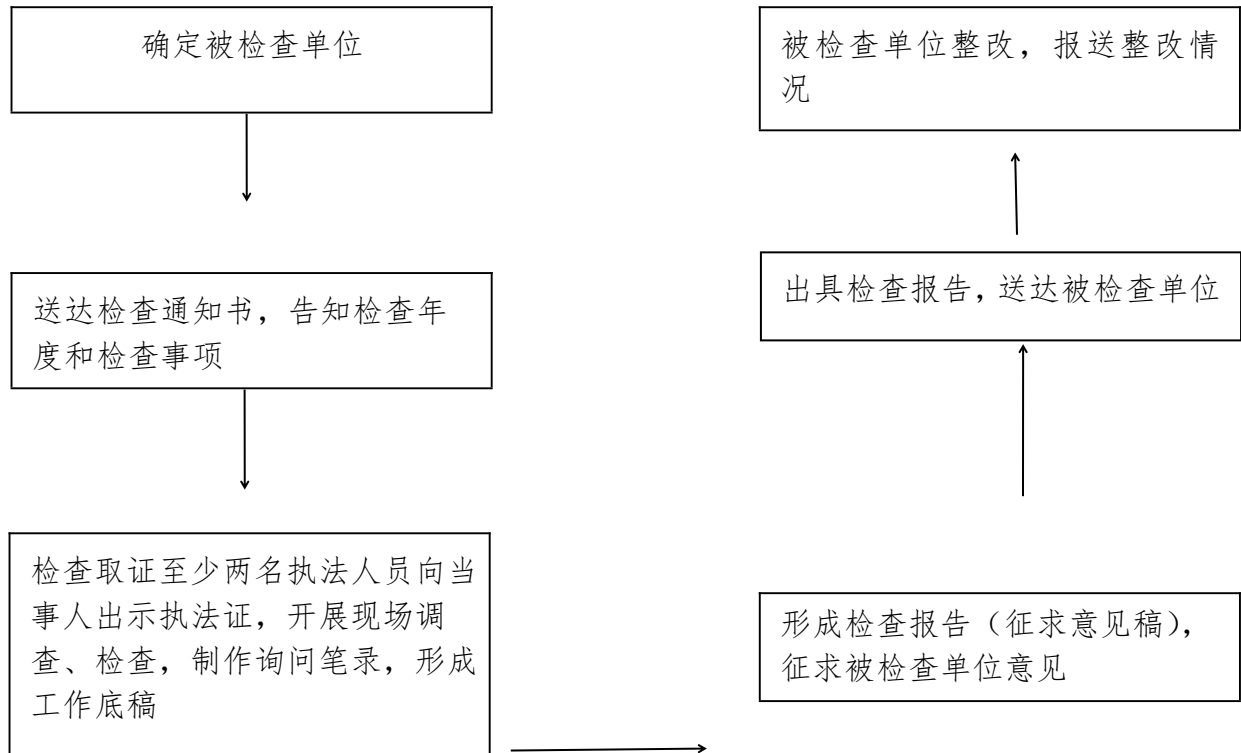 确定被检查单位
送达检查通知书，告知检查年
度和检查事项
检查取证至少两名执法人员向当
事人出示执法证，开展现场调
查、检查，制作询问笔录，形成
工作底稿
形成检查报告（征求意见稿），
征求被检查单位意见
出具检查报告，送达被检查单位
被检查单位整改，报送整改情
况